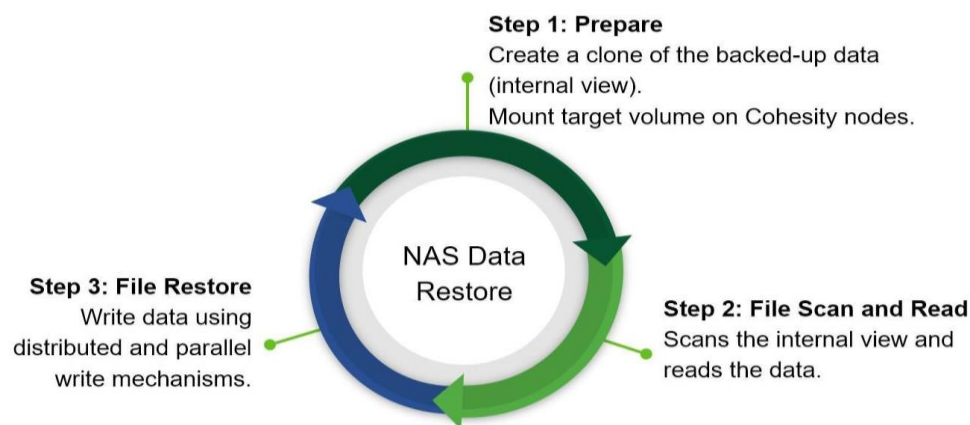 Step 1: Prepare
Create a clone of the backed-up data
(internal view).
Mount target volume on Cohesity nodes.
NAS Data
Restore
Step 2: File Scan and Read
Scans the internal view and
reads the data.
Step 3: File Restore
Write data using
distributed and parallel
write mechanisms.